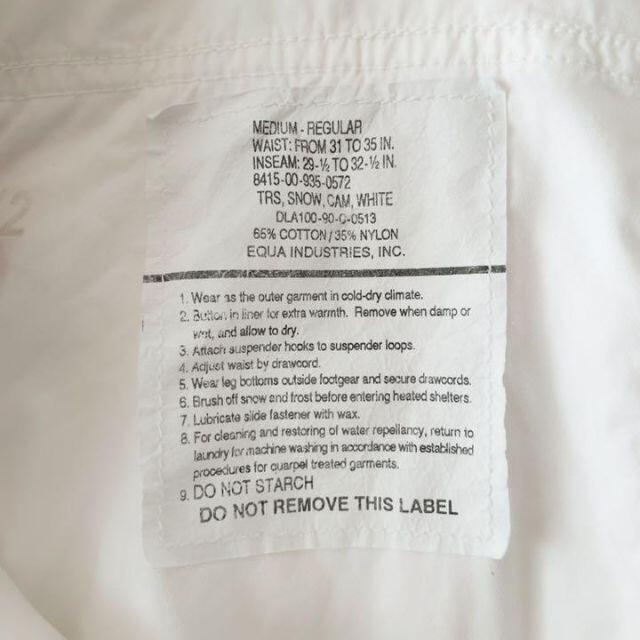 MEDIUM - REGULAR
WAIST: FROM 31 TO 35 IN.
INSEAM: 29-½ TO 32-½ IN.
8415-00-935-0572
TRS, SNOW, CAM, WHITE
DLA100-90-C-0513
65% COTTON / 35% NYLON
EQUA INDUSTRIES, INC.
1. Wear as the outer garment in cold-dry climate.
2. Button in liner for extra warmth. Remove when damp or
wet, and allow to dry.
3. Attach suspender hooks to suspender loops.
4. Adjust waist by drawcord.
5. Wear leg bottoms outside footgear and secure drawcords.
6. Brush off snow and frost before entering heated shelters.
7. Lubricate slide fastener with wax.
8. For cleaning and restoring of water repellancy, return to
laundry for machine washing in accordance with established
procedures for quarpel treated garments.
9. DO NOT STARCH
DO NOT REMOVE THIS LABEL